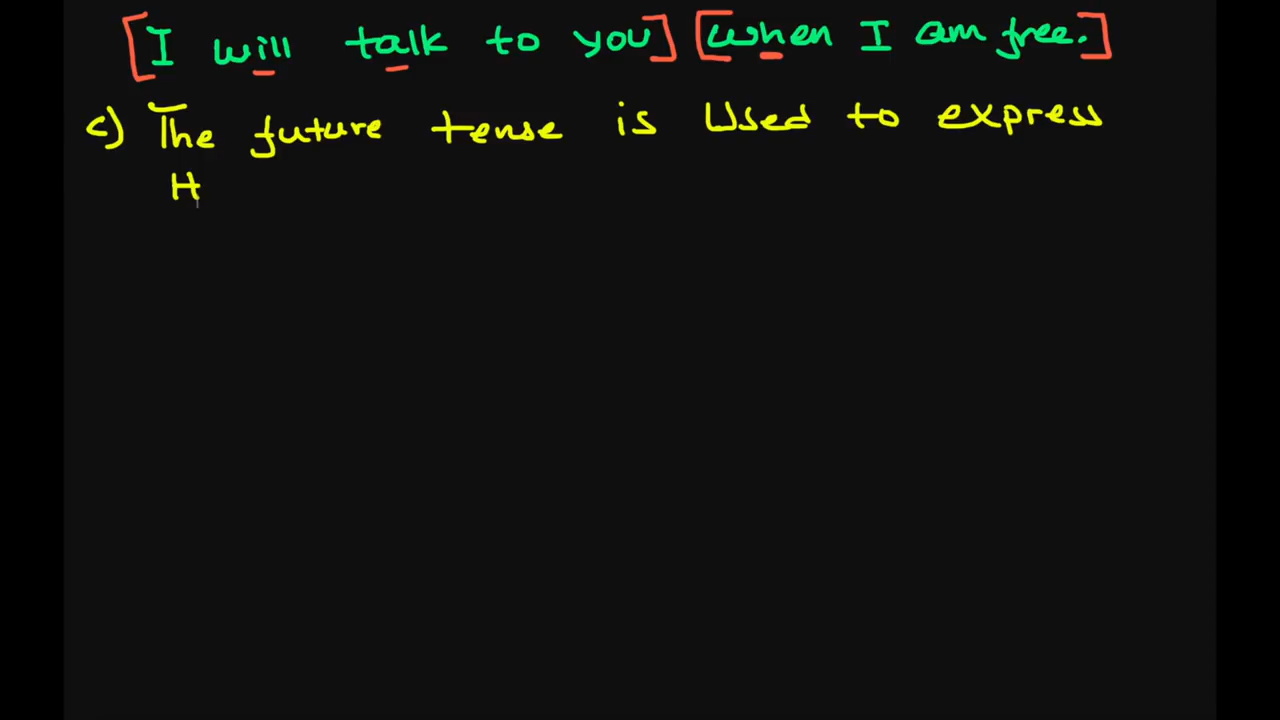 [I will talk to you] [when I am free.]
c) The future tense is Used to express
H